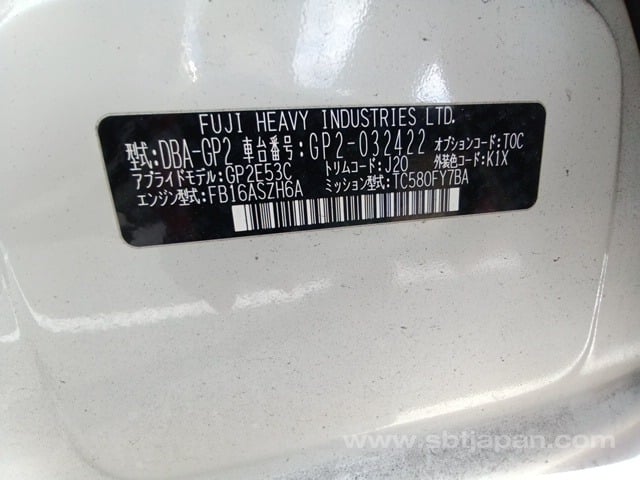 FUJI HEAVY INDUSTRIES LTD.
型式:DBA-GP2 車台番号:GP2-032422 オプションコード:TOC
アプライドモデル:GP2E53C トリムコード:J20 外装色コード:K1X
エンジン型式:FB16ASZH6A ミッション型式:TC580FY7BA
www.sbtjapan.com